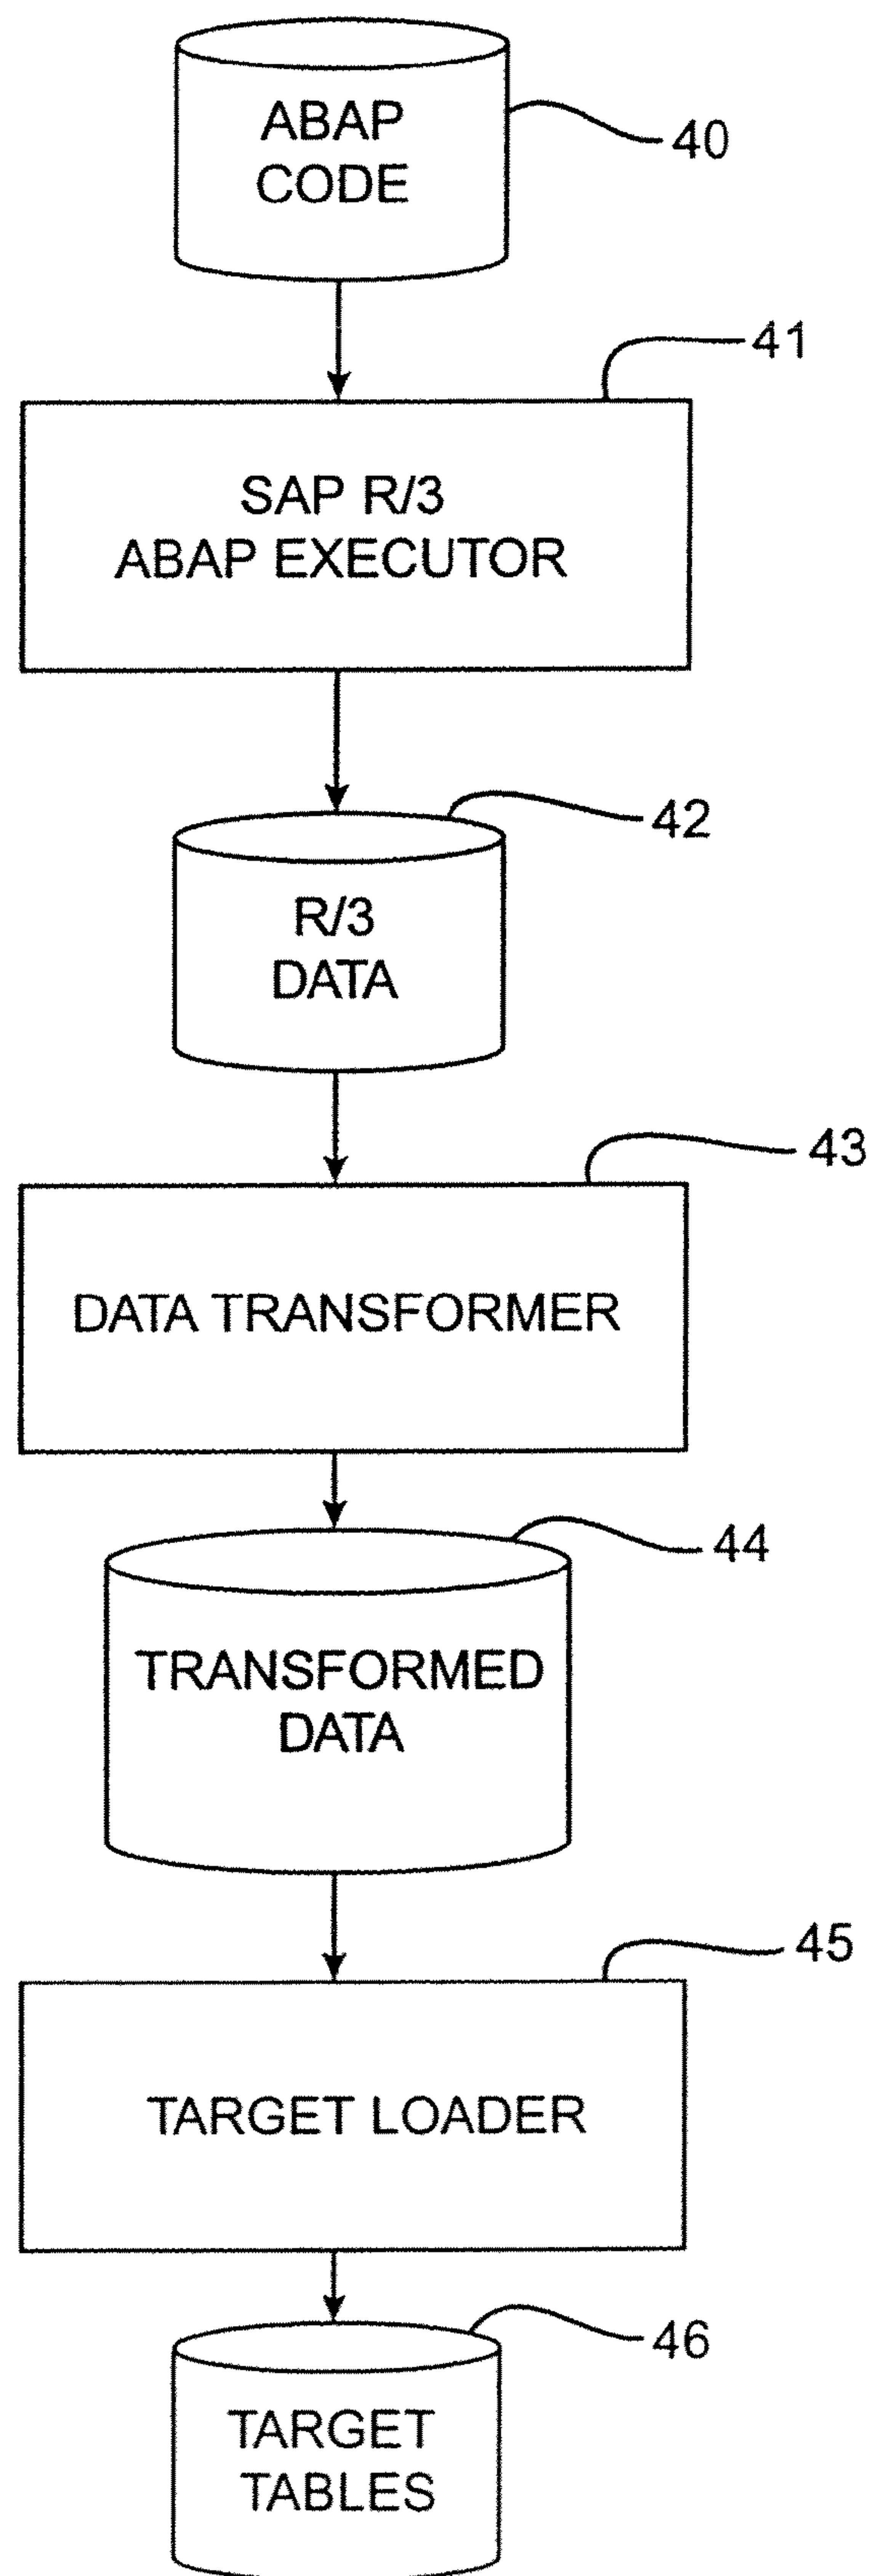 ABAP
CODE
40
41
SAP R/3
ABAP EXECUTOR
42
R/3
DATA
43
DATA TRANSFORMER
44
TRANSFORMED
DATA
45
TARGET LOADER
46
TARGET
TABLES